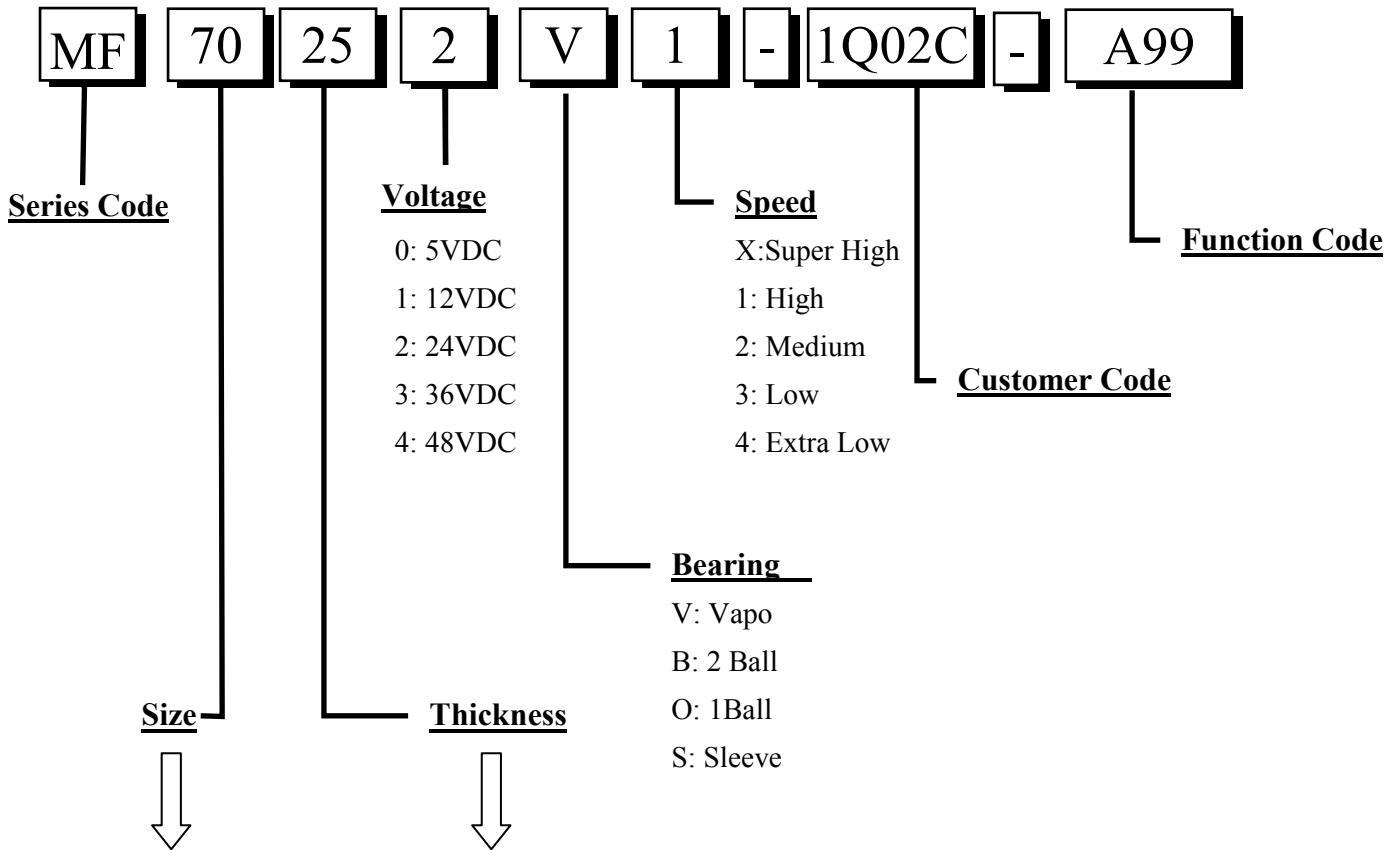 MF 70 25 2 V 1 - 1Q02C - A99
Series Code
Voltage
0: 5VDC
1: 12VDC
2: 24VDC
3: 36VDC
4: 48VDC
Speed
X:Super High
1: High
2: Medium
3: Low
4: Extra Low
Function Code
Customer Code
Bearing
V: Vapo
B: 2 Ball
O: 1Ball
S: Sleeve
Size
Thickness